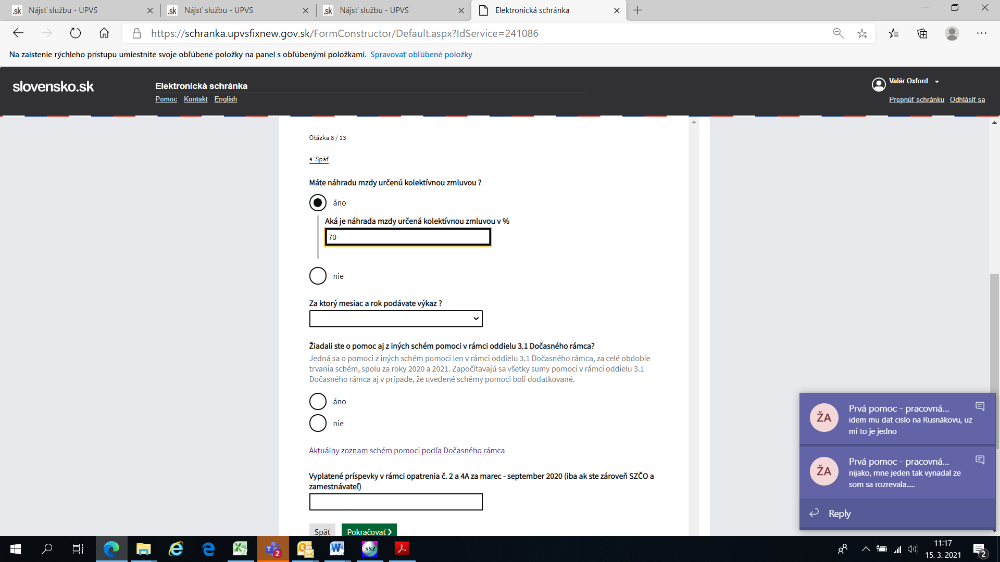 Nájsť službu - UPVS
Nájsť službu - UPVS
Nájsť službu - UPVS
Elektronická schránka
https://schranka.upvsfixnew.gov.sk/FormConstructor/Default.aspx?IdService=241086
Na zaistenie rýchleho prístupu umiestnite svoje obľúbené položky na panel s obľúbenými položkami. Spravovať obľúbené položky
slovensko.sk
Elektronická schránka
Pomoc Kontakt English
Valér Oxford
Prepnúť schránku Odhlásiť sa
Otázka 8 / 13
Späť
Máte náhradu mzdy určenú kolektívnou zmluvou ?
áno
Aká je náhrada mzdy určená kolektívnou zmluvou v %
70
nie
Za ktorý mesiac a rok podávate výkaz ?
Žiadali ste o pomoc aj z iných schém pomoci v rámci oddielu 3.1 Dočasného rámca?
Jedná sa o pomoci z iných schém pomoci len v rámci oddielu 3.1 Dočasného rámca, za celé obdobie
trvania schém, spolu za roky 2020 a 2021. Započítavajú sa všetky sumy pomoci v rámci oddielu 3.1
Dočasného rámca aj v prípade, že uvedené schémy pomoci boli dodatkované.
áno
nie
Aktuálny zoznam schém pomoci podľa Dočasného rámca
Vyplatené príspevky v rámci opatrenia č. 2 a 4A za marec - september 2020 (iba ak ste zároveň SZČO a
zamestnávateľ)
Späť
Pokračovať
ŽA
Prvá pomoc - pracovná...
idem mu dat cislo na Rusnákovu, uz
mi to je jedno
ŽA
Prvá pomoc - pracovná...
nijako, mne jeden tak vynadal ze
som sa rozrevala.....
Reply
.sk
.sk
.sk
2
SSZ
11:17
15. 3. 2021
2